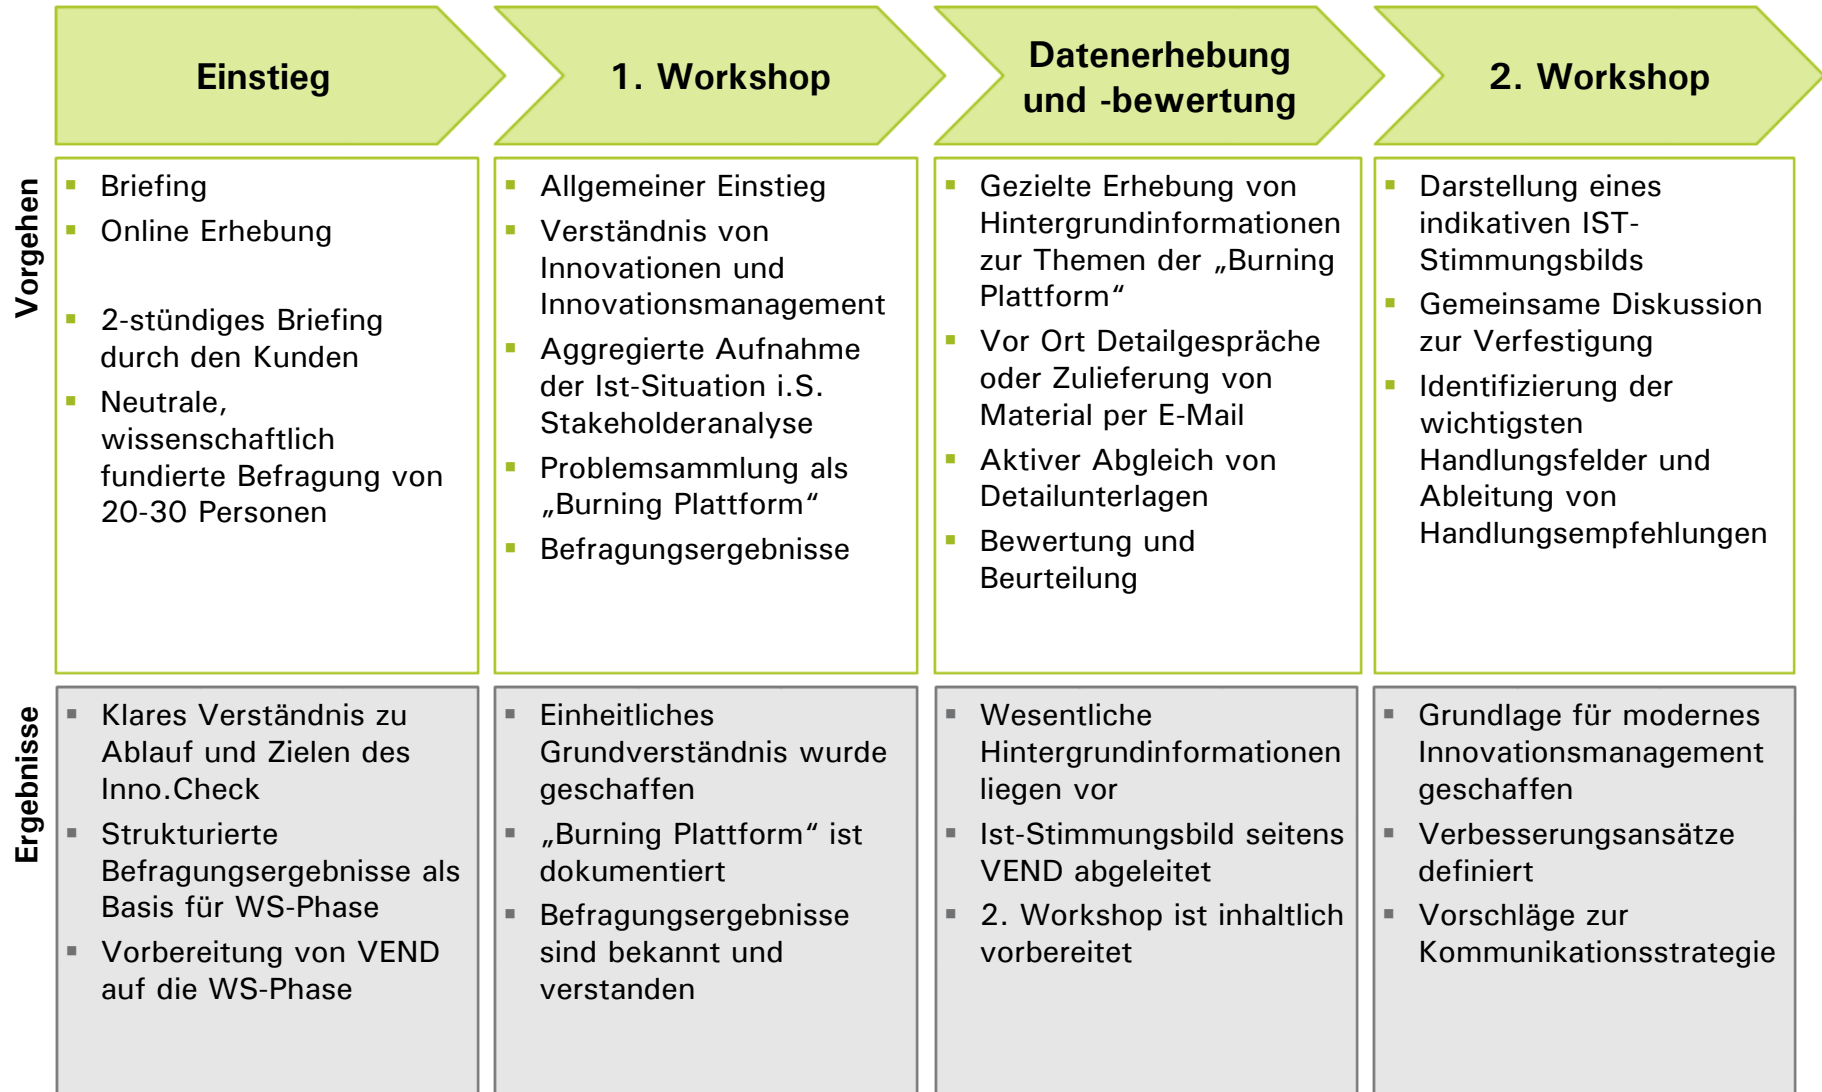 Einstieg
1. Workshop
Datenerhebung
und -bewertung
2. Workshop
Vorgehen
▪ Briefing
▪ Online Erhebung
▪ 2-stündiges Briefing
durch den Kunden
▪ Neutrale,
wissenschaftlich
fundierte Befragung von
20-30 Personen
▪ Allgemeiner Einstieg
▪ Verständnis von
Innovationen und
Innovationsmanagement
▪ Aggregierte Aufnahme
der Ist-Situation i.S.
Stakeholderanalyse
▪ Problemsammlung als
„Burning Plattform“
▪ Befragungsergebnisse
▪ Gezielte Erhebung von
Hintergrundinformationen
zur Themen der „Burning
Plattform“
▪ Vor Ort Detailgespräche
oder Zulieferung von
Material per E-Mail
▪ Aktiver Abgleich von
Detailunterlagen
▪ Bewertung und
Beurteilung
▪ Darstellung eines
indikativen IST-
Stimmungsbilds
▪ Gemeinsame Diskussion
zur Verfestigung
▪ Identifizierung der
wichtigsten
Handlungsfelder und
Ableitung von
Handlungsempfehlungen
Ergebnisse
▪ Klares Verständnis zu
Ablauf und Zielen des
Inno.Check
▪ Strukturierte
Befragungsergebnisse als
Basis für WS-Phase
▪ Vorbereitung von VEND
auf die WS-Phase
▪ Einheitliches
Grundverständnis wurde
geschaffen
▪ „Burning Plattform“ ist
dokumentiert
▪ Befragungsergebnisse
sind bekannt und
verstanden
▪ Wesentliche
Hintergrundinformationen
liegen vor
▪ Ist-Stimmungsbild seitens
VEND abgeleitet
▪ 2. Workshop ist inhaltlich
vorbereitet
▪ Grundlage für modernes
Innovationsmanagement
geschaffen
▪ Verbesserungsansätze
definiert
▪ Vorschläge zur
Kommunikationsstrategie